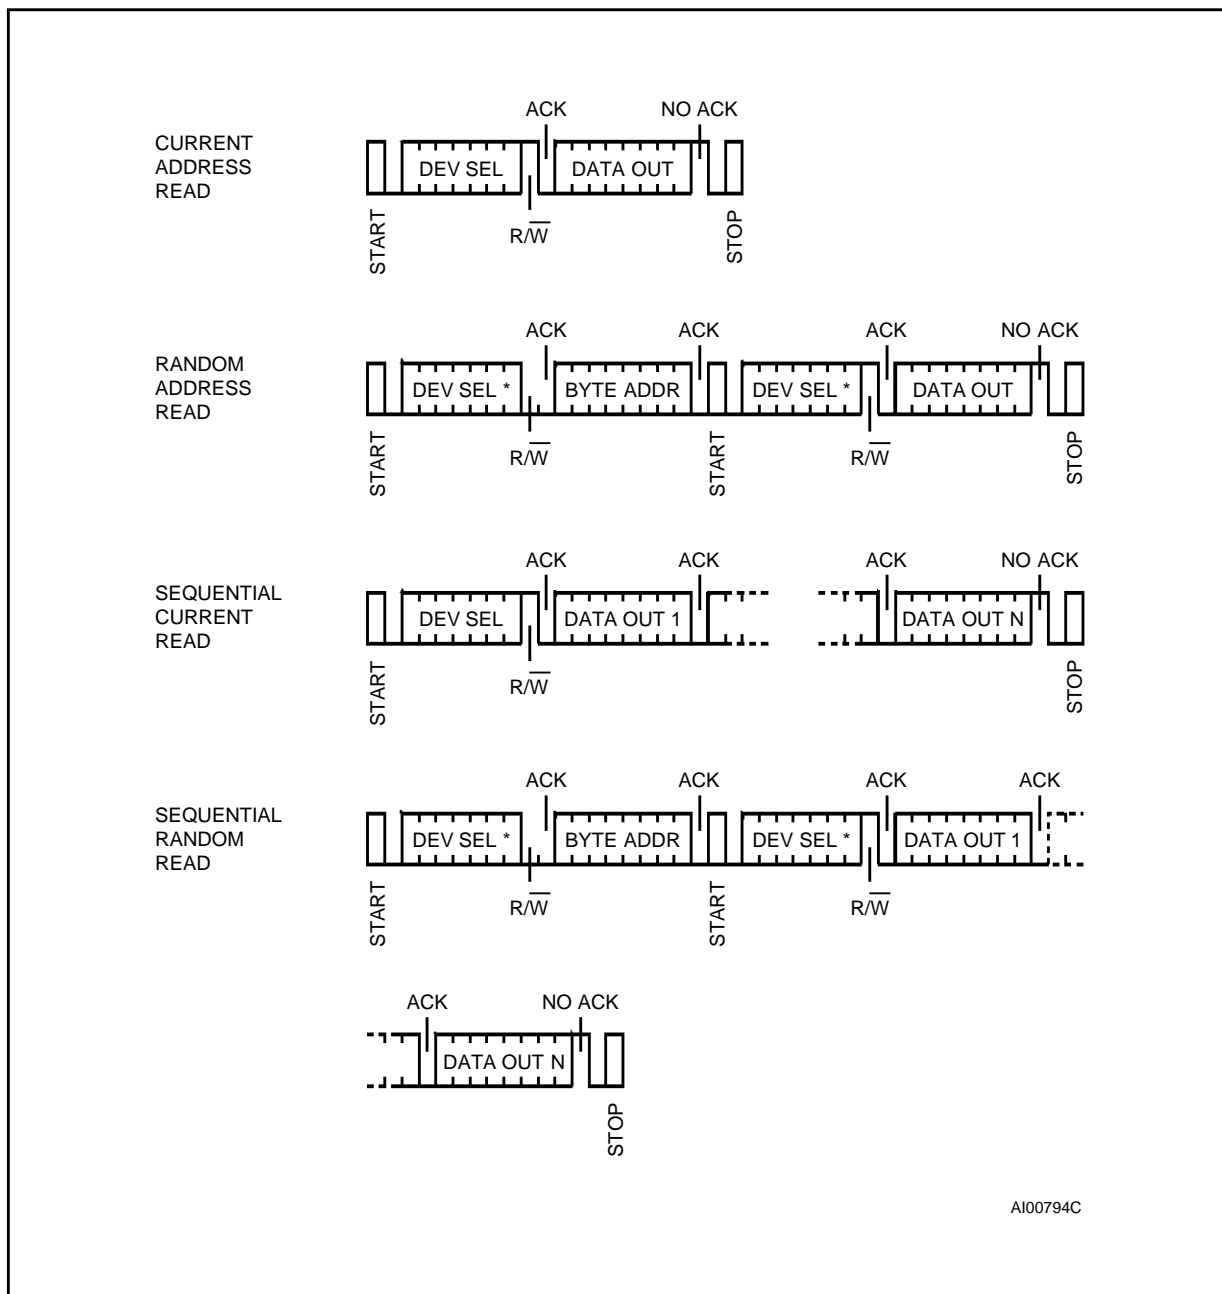 ACK NO ACK
CURRENT
ADDRESS
READ
DEV SEL DATA OUT
R/W̅
START STOP
ACK ACK ACK NO ACK
RANDOM
ADDRESS
READ
DEV SEL * BYTE ADDR DEV SEL * DATA OUT
R/W̅ R/W̅
START START STOP
ACK ACK ACK NO ACK
SEQUENTIAL
CURRENT
READ
DEV SEL DATA OUT 1 DATA OUT N
R/W̅
START STOP
ACK ACK ACK ACK
SEQUENTIAL
RANDOM
READ
DEV SEL * BYTE ADDR DEV SEL * DATA OUT 1
R/W̅ R/W̅
START START
ACK NO ACK
DATA OUT N
STOP
AI00794C